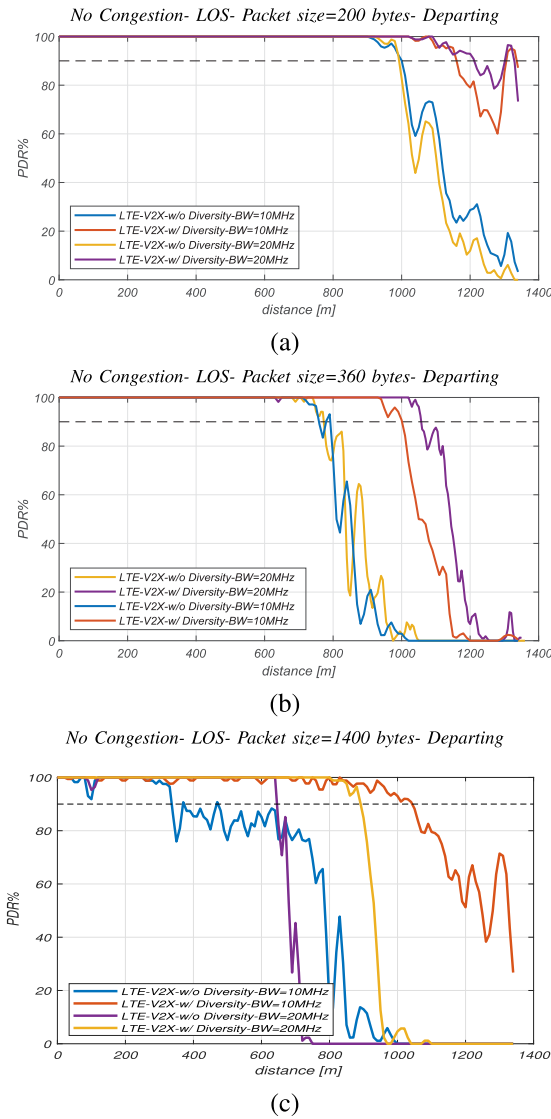 No Congestion- LOS- Packet size=200 bytes- Departing
100
80
60
40
20
0
PDR%
LTE-V2X-w/o Diversity-BW=10MHz
LTE-V2X-w/ Diversity-BW=10MHz
LTE-V2X-w/o Diversity-BW=20MHz
LTE-V2X-w/ Diversity-BW=20MHz
0 200 400 600 800 1000 1200 1400
distance [m]
(a)
No Congestion- LOS- Packet size=360 bytes- Departing
100
80
60
40
20
0
PDR%
LTE-V2X-w/o Diversity-BW=20MHz
LTE-V2X-w/ Diversity-BW=20MHz
LTE-V2X-w/o Diversity-BW=10MHz
LTE-V2X-w/ Diversity-BW=10MHz
0 200 400 600 800 1000 1200 1400
distance [m]
(b)
No Congestion- LOS- Packet size=1400 bytes- Departing
100
80
60
40
20
0
PDR%
LTE-V2X-w/o Diversity-BW=10MHz
LTE-V2X-w/ Diversity-BW=10MHz
LTE-V2X-w/o Diversity-BW=20MHz
LTE-V2X-w/ Diversity-BW=20MHz
0 200 400 600 800 1000 1200 1400
distance [m]
(c)